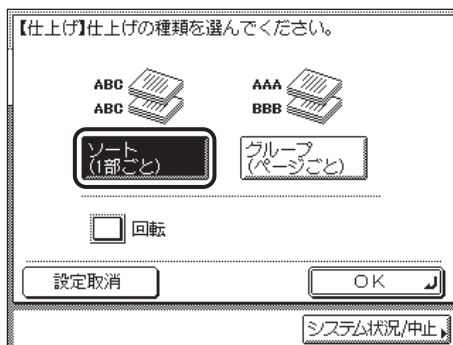 【仕上げ】仕上げの種類を選んでください。
ABC
ABC
AAA
BBB
ソート
(1部ごと)
グループ
(ページごと)
回転
設定取消
OK
システム状況/中止